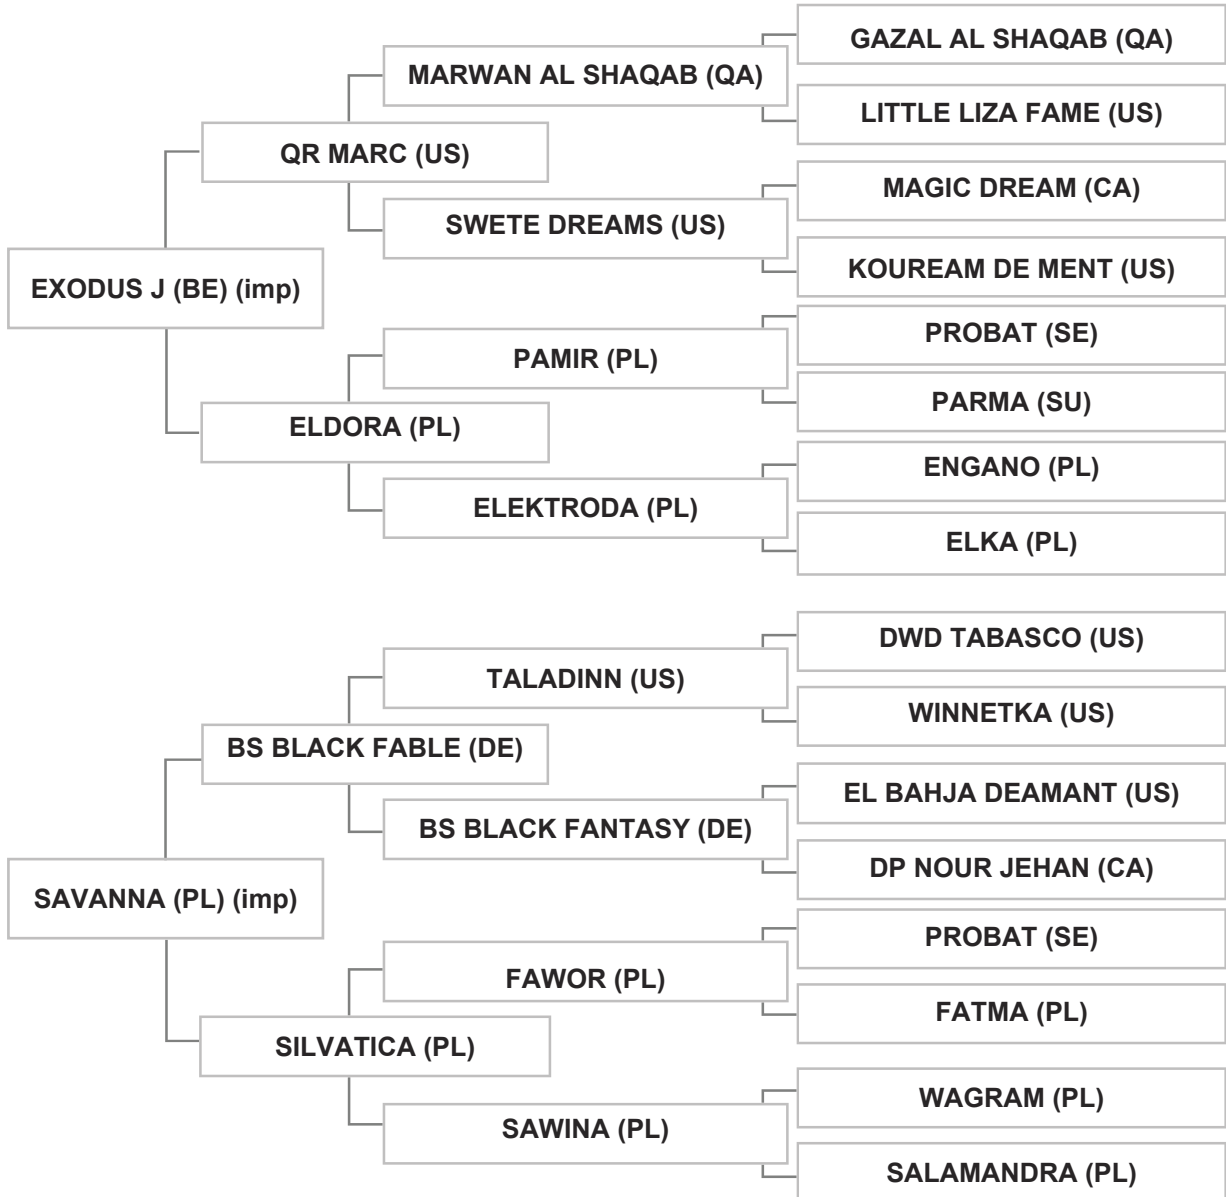 GAZAL AL SHAQAB (QA)
MARWAN AL SHAQAB (QA)
LITTLE LIZA FAME (US)
QR MARC (US)
MAGIC DREAM (CA)
SWETE DREAMS (US)
KOUREAM DE MENT (US)
EXODUS J (BE) (imp)
PROBAT (SE)
PAMIR (PL)
PARMA (SU)
ELDORA (PL)
ENGANO (PL)
ELEKTRODA (PL)
ELKA (PL)
DWD TABASCO (US)
TALADINN (US)
WINNETKA (US)
BS BLACK FABLE (DE)
EL BAHJA DEAMANT (US)
BS BLACK FANTASY (DE)
DP NOUR JEHAN (CA)
SAVANNA (PL) (imp)
PROBAT (SE)
FAWOR (PL)
FATMA (PL)
SILVATICA (PL)
WAGRAM (PL)
SAWINA (PL)
SALAMANDRA (PL)